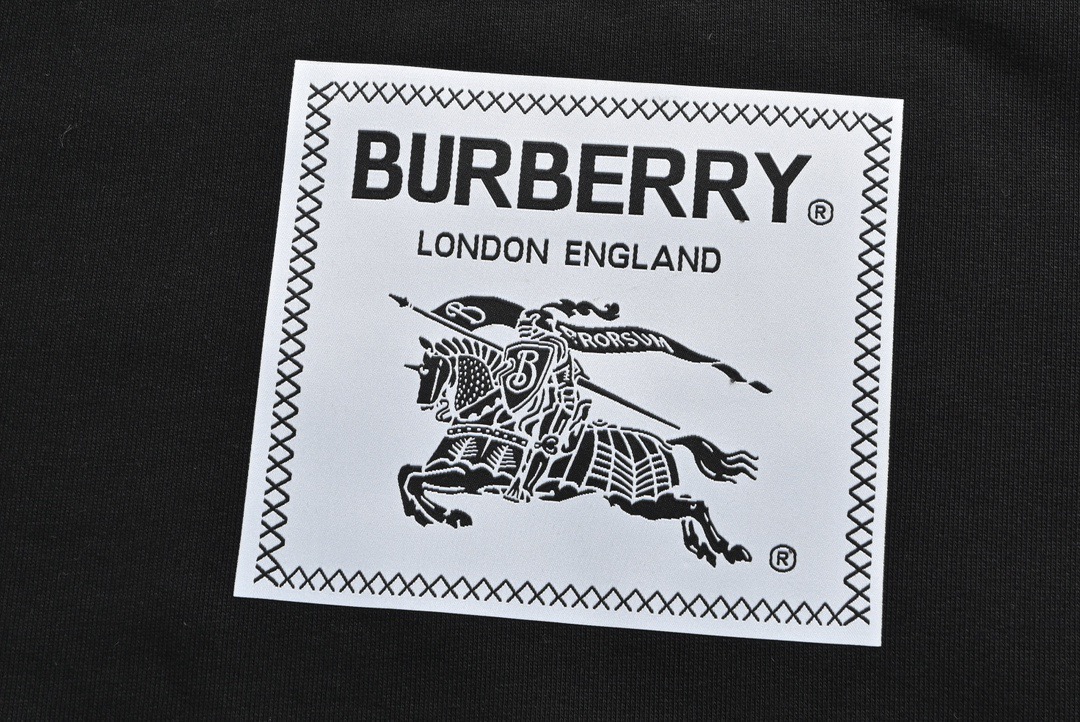 BURBERRY®
LONDON ENGLAND
B
PRORSUM
B
®